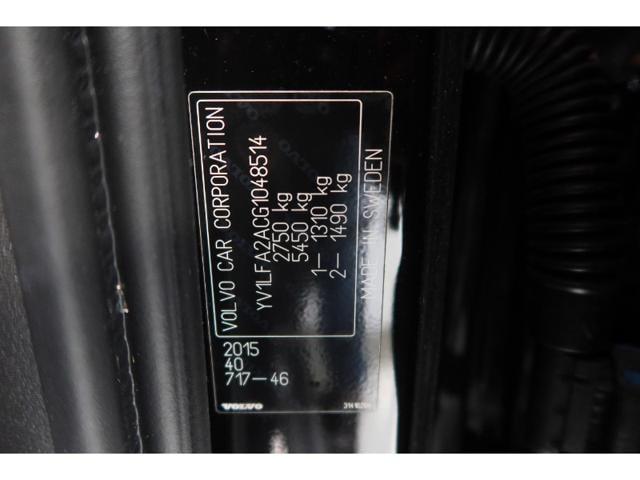 VOLVO CAR CORPORATION
YV1LFA2ACG1048514
2750 kg
5450 kg
1– 1310 kg
2– 1490 kg
MADE IN SWEDEN
2015
40
717–46
VOLVO